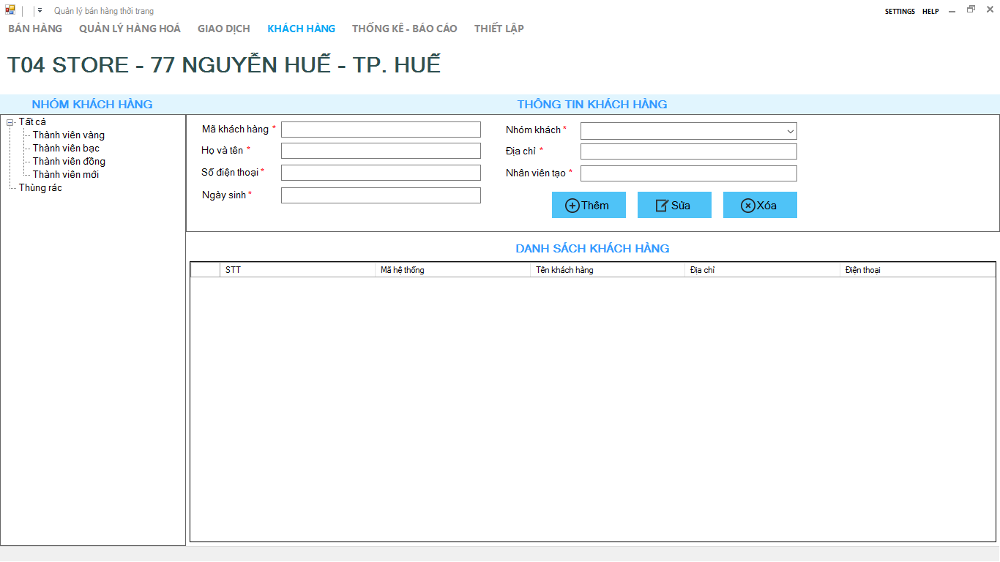 Quản lý bán hàng thời trang
SETTINGS HELP
BÁN HÀNG QUẢN LÝ HÀNG HOÁ GIAO DỊCH KHÁCH HÀNG THỐNG KÊ - BÁO CÁO THIẾT LẬP
T04 STORE - 77 NGUYỄN HUẾ - TP. HUẾ
NHÓM KHÁCH HÀNG
Tất cả
Thành viên vàng
Thành viên bạc
Thành viên đồng
Thành viên mới
Thùng rác
THÔNG TIN KHÁCH HÀNG
Mã khách hàng *
Họ và tên *
Số điện thoại *
Ngày sinh *
Nhóm khách *
Địa chỉ *
Nhân viên tạo *
Thêm Sửa Xóa
DANH SÁCH KHÁCH HÀNG
STT Mã hệ thống Tên khách hàng Địa chỉ Điện thoại